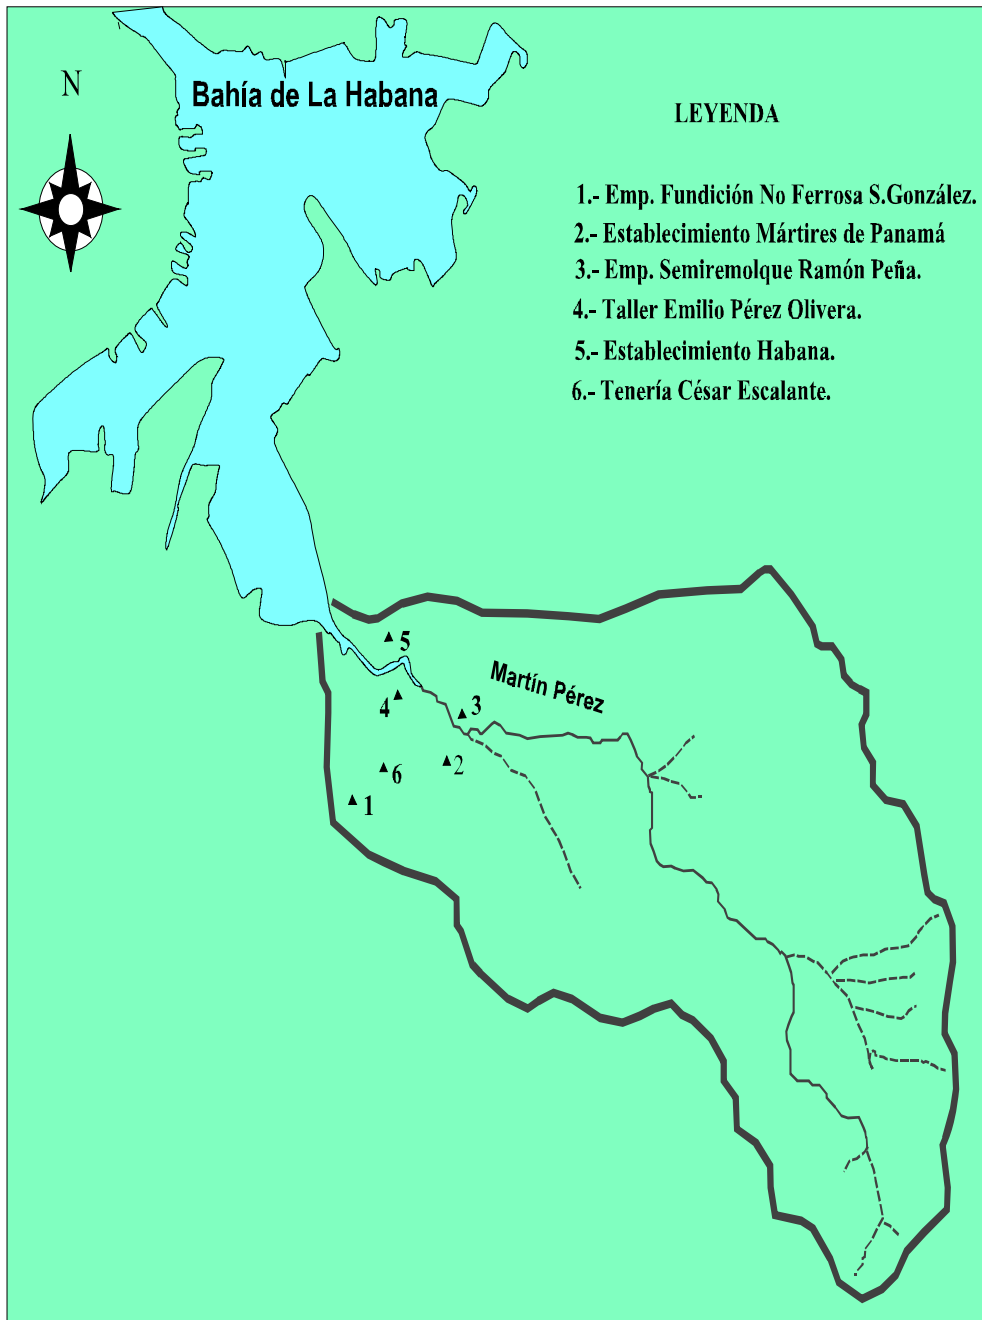 Bahía de La Habana
N
LEYENDA
1.- Emp. Fundición No Ferrosa S.González.
2.- Establecimiento Mártires de Panamá
3.- Emp. Semiremolque Ramón Peña.
4.- Taller Emilio Pérez Olivera.
5.- Establecimiento Habana.
6.- Tenería César Escalante.
5
Martín Pérez
4
3
2
6
1